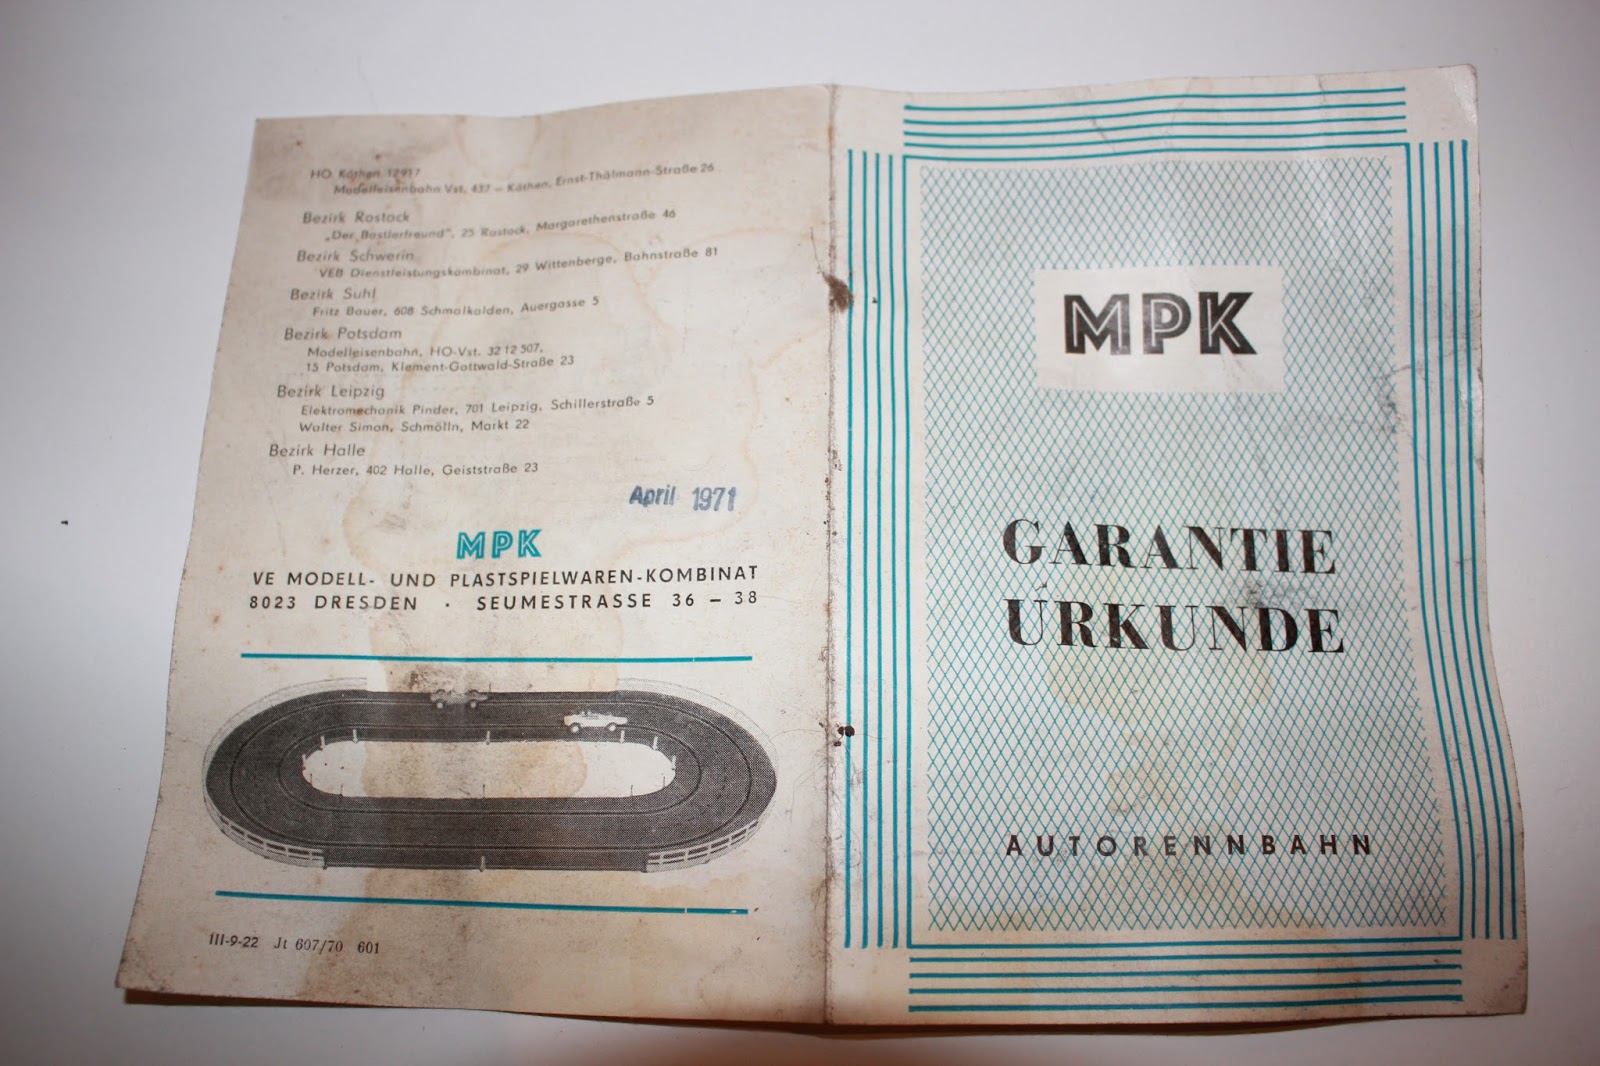 HO Köthen 12917
Modelleisenbahn Vst. 437 – Köthen, Ernst-Thälmann-Straße 26
Bezirk Rostock
„Der Bastlerfreund", 25 Rostock, Margarethenstraße 46
Bezirk Schwerin
VEB Dienstleistungskombinat, 29 Wittenberge, Bahnstraße 81
Bezirk Suhl
Fritz Bauer, 608 Schmalkalden, Auergasse 5
Bezirk Potsdam
Modelleisenbahn, HO-Vst. 32 12 507,
15 Potsdam, Klement-Gottwald-Straße 23
Bezirk Leipzig
Elektromechanik Pinder, 701 Leipzig, Schillerstraße 5
Walter Simon, Schmölln, Markt 22
Bezirk Halle
P. Herzer, 402 Halle, Geiststraße 23
April 1971
MPK
VE MODELL- UND PLASTSPIELWAREN-KOMBINAT
8023 DRESDEN · SEUMESTRASSE 36 – 38
III-9-22 Jt 607/70 601
MPK
GARANTIE
URKUNDE
AUTORENNBAHN